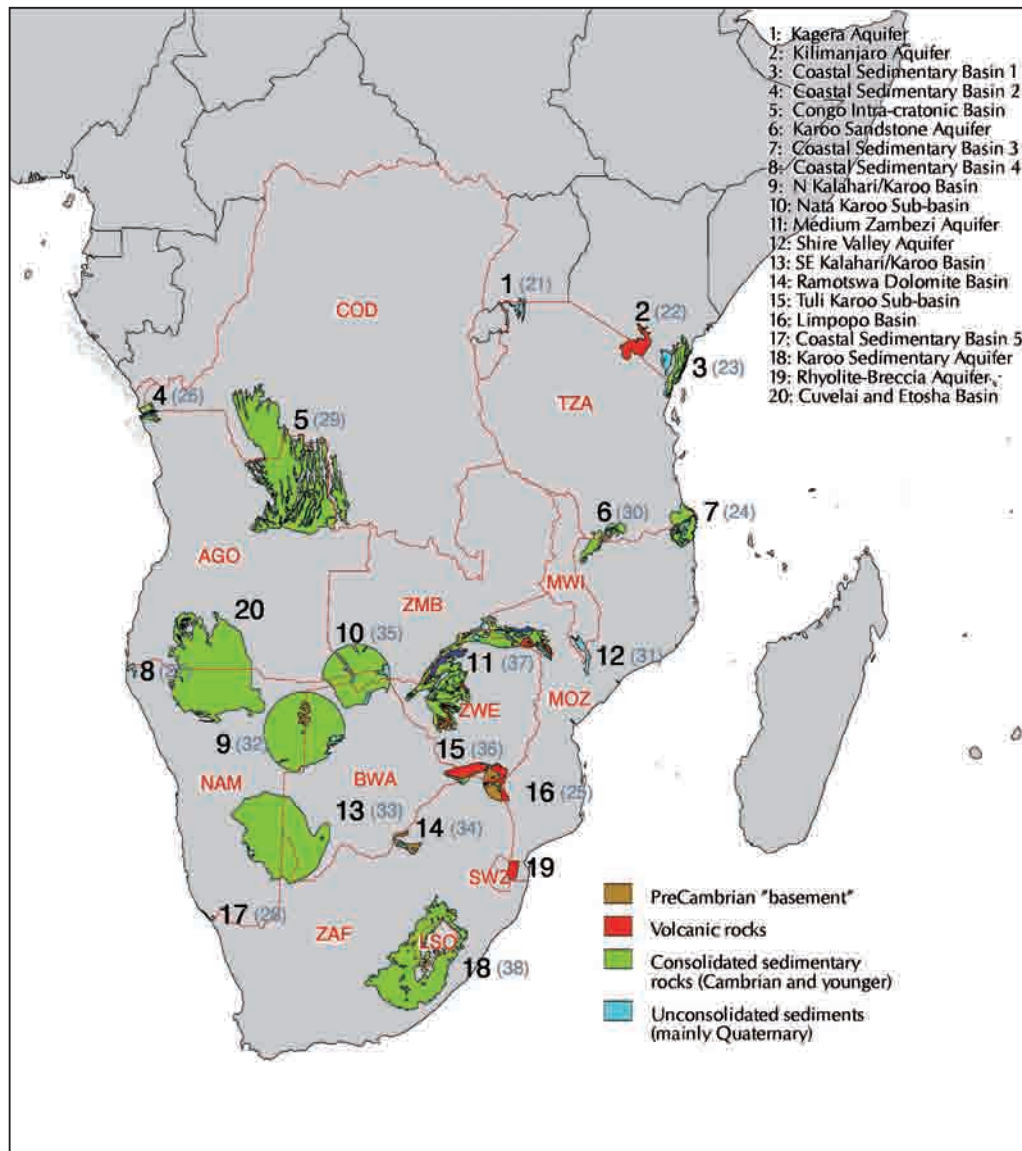 1: Kagera Aquifer
2: Kilimanjaro Aquifer
3: Coastal Sedimentary Basin 1
4: Coastal Sedimentary Basin 2
5: Congo Intra-cratonic Basin
6: Karoo Sandstone Aquifer
7: Coastal Sedimentary Basin 3
8: Coastal Sedimentary Basin 4
9: N Kalahari/Karoo Basin
10: Nata Karoo Sub-basin
11: Médium Zambezi Aquifer
12: Shire Valley Aquifer
13: SE Kalahari/Karoo Basin
14: Ramotswa Dolomite Basin
15: Tuli Karoo Sub-basin
16: Limpopo Basin
17: Coastal Sedimentary Basin 5
18: Karoo Sedimentary Aquifer
19: Rhyolite-Breccia Aquifer
20: Cuvelai and Etosha Basin
1 (21)
COD
2 (22)
3 (23)
4 (26)
TZA
5 (29)
6 (30)
7 (24)
AGO
MWI
ZMB
20
10 (35)
8
11 (37)
12 (31)
MOZ
ZWE
9 (32)
15 (36)
NAM
BWA
16 (25)
13 (33)
14 (34)
SWZ
19
17 (28)
ZAF
LSO
18 (38)
PreCambrian "basement"
Volcanic rocks
Consolidated sedimentary
rocks (Cambrian and younger)
Unconsolidated sediments
(mainly Quaternary)